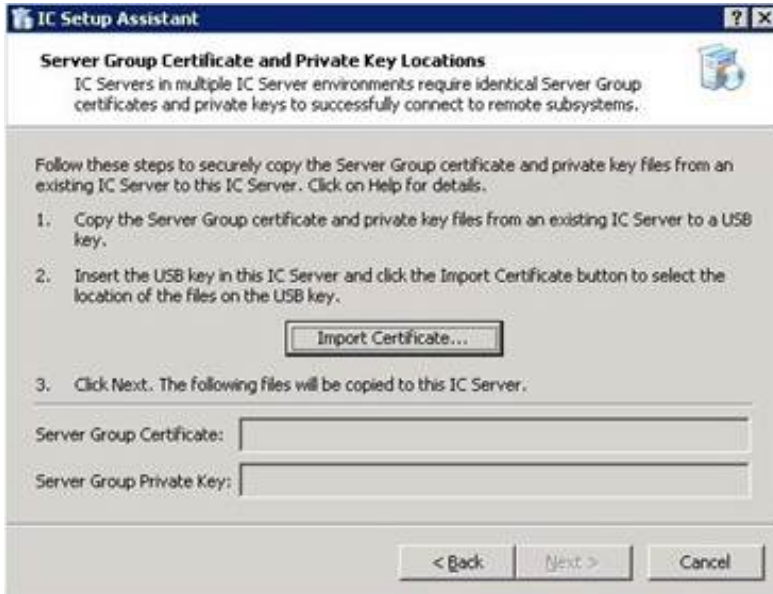 IC Setup Assistant
Server Group Certificate and Private Key Locations
IC Servers in multiple IC Server environments require identical Server Group
certificates and private keys to successfully connect to remote subsystems.
Follow these steps to securely copy the Server Group certificate and private key files from an
existing IC Server to this IC Server. Click on Help for details.
1. Copy the Server Group certificate and private key files from an existing IC Server to a USB
key.
2. Insert the USB key in this IC Server and click the Import Certificate button to select the
location of the files on the USB key.
Import Certificate...
3. Click Next. The following files will be copied to this IC Server.
Server Group Certificate:
Server Group Private Key:
< Back Next > Cancel